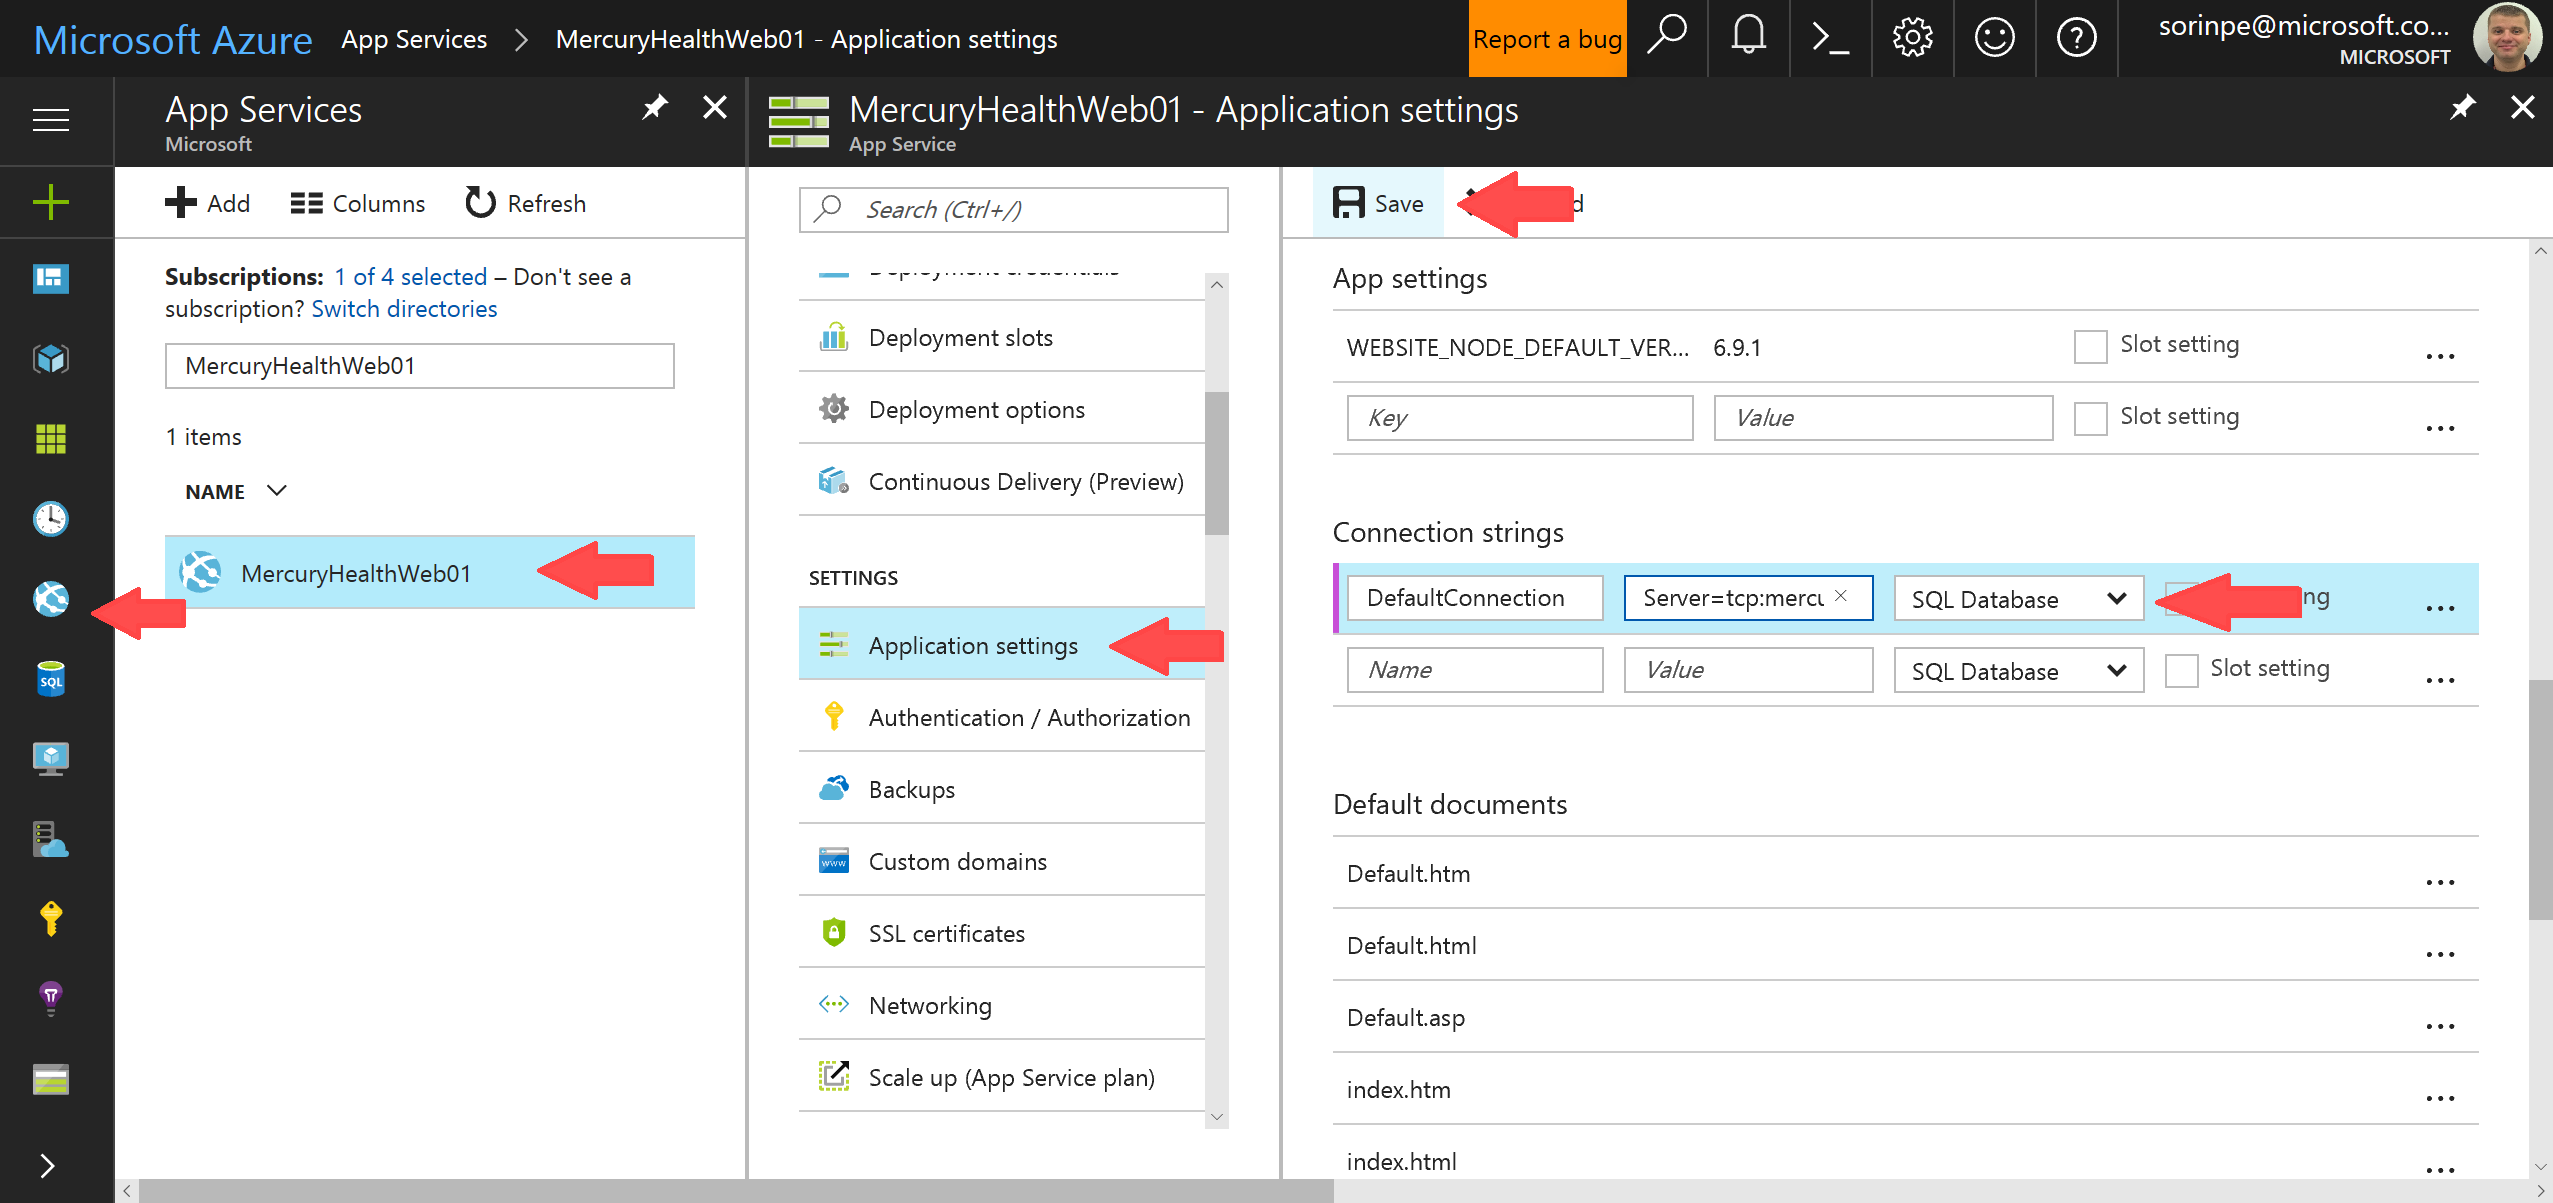 Microsoft Azure App Services > MercuryHealthWeb01 - Application settings
Report a bug
sorinpe@microsoft.co...
MICROSOFT
App Services
Microsoft
MercuryHealthWeb01 - Application settings
App Service
Add Columns Refresh
Subscriptions: 1 of 4 selected – Don't see a
subscription? Switch directories
MercuryHealthWeb01
1 items
NAME
MercuryHealthWeb01
SQL
Search (Ctrl+/)
Deployment credentials
Deployment slots
Deployment options
Continuous Delivery (Preview)
SETTINGS
Application settings
Authentication / Authorization
Backups
www
Custom domains
SSL certificates
Networking
Scale up (App Service plan)
Save
App settings
WEBSITE_NODE_DEFAULT_VER... 6.9.1 Slot setting ...
Key Value Slot setting ...
Connection strings
DefaultConnection Server=tcp:mercu SQL Database ng ...
Name Value SQL Database Slot setting ...
Default documents
Default.htm ...
Default.html ...
Default.asp ...
index.htm ...
index.html ...